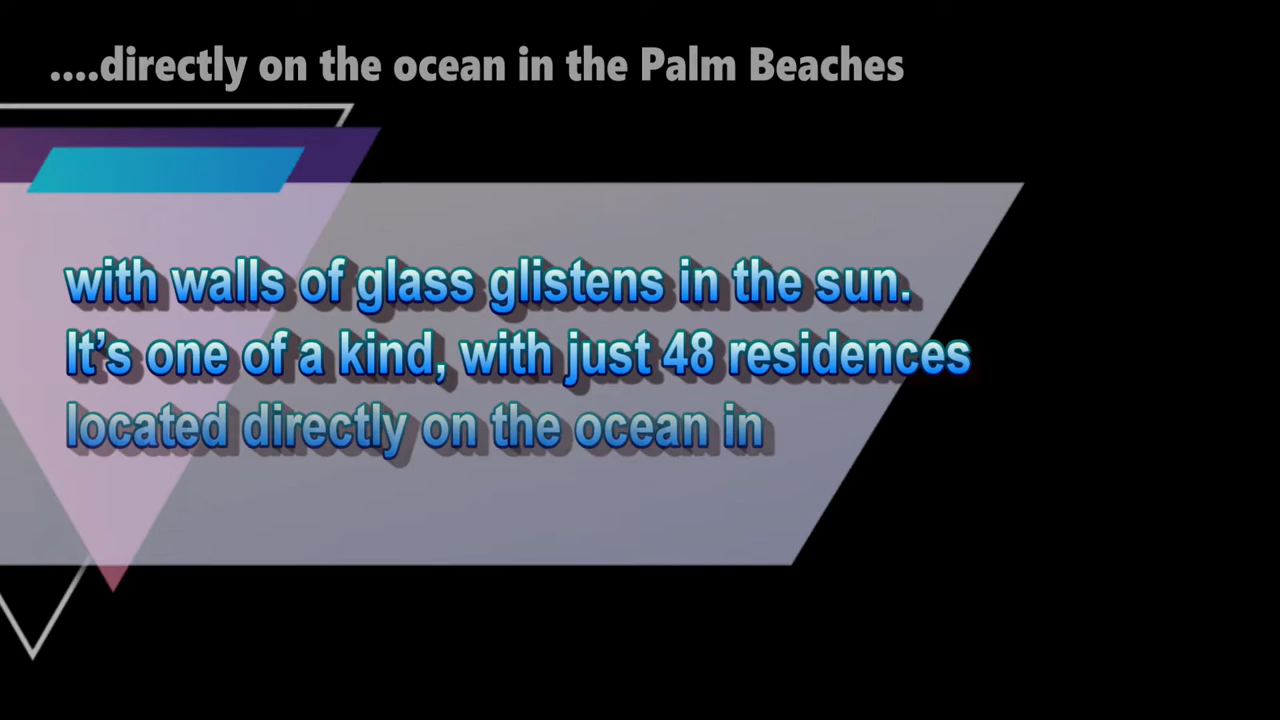 ....directly on the ocean in the Palm Beaches
with walls of glass glistens in the sun.
It’s one of a kind, with just 48 residences
located directly on the ocean in